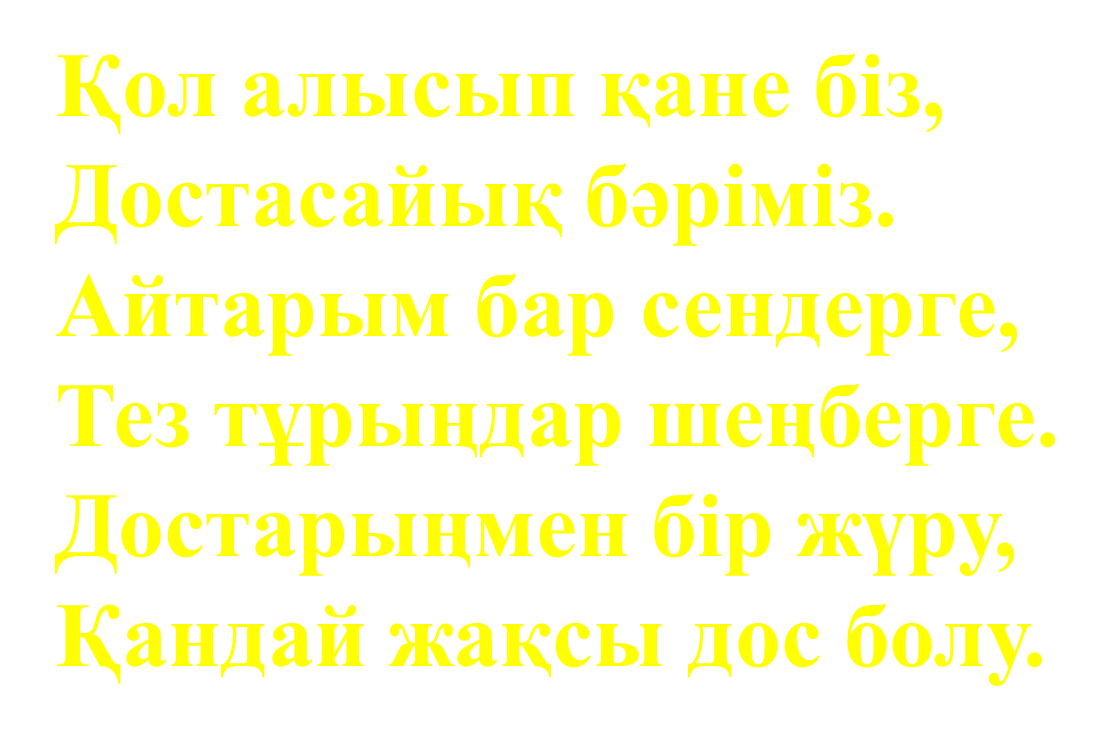 Қол алысып қане біз,
Достасайық бәріміз.
Айтарым бар сендерге,
Тез тұрыңдар шеңберге.
Достарыңмен бір жүру,
Қандай жақсы дос болу.